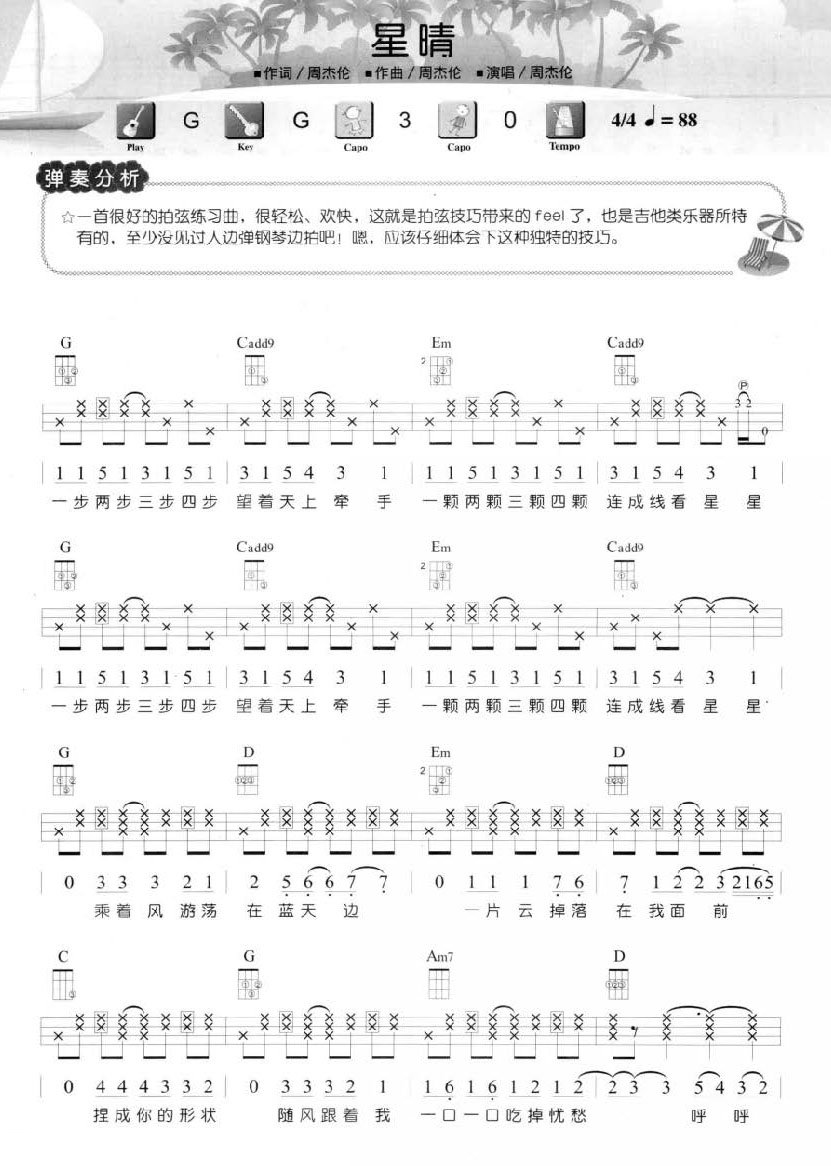 星晴
■作词/周杰伦 ■作曲/周杰伦 ■演唱/周杰伦
G G 3 0 4/4 ♩=88
Play Key Capo Capo Tempo
弹奏分析
☆一首很好的拍弦练习曲，很轻松、欢快，这就是拍弦技巧带来的feel了，也是吉他类乐器所特
有的，至少没见过人边弹钢琴边拍吧！嗯，应该仔细体会下这种独特的技巧。
G Cadd9 Em Cadd9
2
P
3 2
0
1 1 5 1 3 1 5 1 | 3 1 5 4 3 1 | 1 1 5 1 3 1 5 1 | 3 1 5 4 3 1
一步两步三步四步 望着天上牵手 一颗两颗三颗四颗 连成线看星星
G Cadd9 Em Cadd9
2
1 1 5 1 3 1 5 1 | 3 1 5 4 3 1 | 1 1 5 1 3 1 5 1 | 3 1 5 4 3 1
一步两步三步四步 望着天上牵手 一颗两颗三颗四颗 连成线看星星
G D Em D
2
0 3 3 3 2 1 | 2 5 6 6 7 7 | 0 1 1 1 7 6 | 7 1 2 2 3 2 1 6 5
乘着风游荡 在蓝天边 一片云掉落 在我面前
C G Am7 D
0 4 4 4 3 3 2 | 0 3 3 3 2 1 | 1 6 1 6 1 2 1 2 | 2 3 3 5 4 3 2
捏成你的形状 随风跟着我 一口一口吃掉忧愁 呼呼